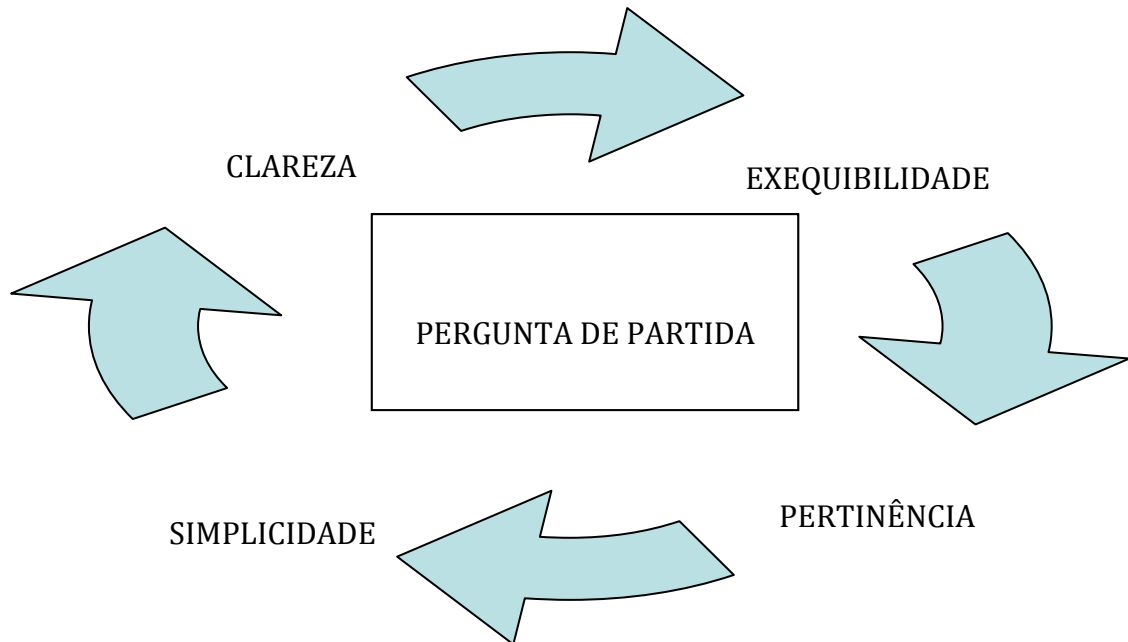 CLAREZA
EXEQUIBILIDADE
PERGUNTA DE PARTIDA
SIMPLICIDADE
PERTINÊNCIA